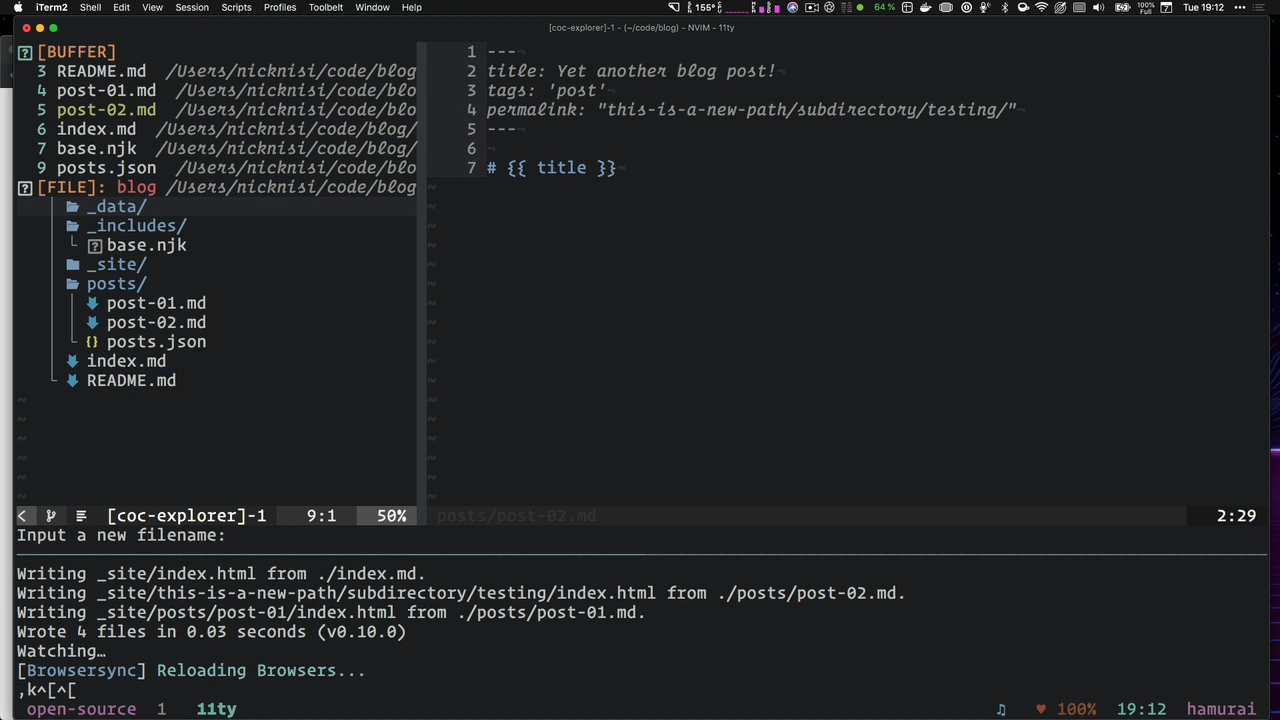 iTerm2 Shell Edit View Session Scripts Profiles Toolbelt Window Help 155° 64 % 100% Full 7 Tue 19:12
[coc-explorer]-1 - (~/code/blog) - NVIM - 11ty
[BUFFER]
3 README.md /Users/nicknisi/code/blog
4 post-01.md /Users/nicknisi/code/blo
5 post-02.md /Users/nicknisi/code/blo
6 index.md /Users/nicknisi/code/blog/
7 base.njk /Users/nicknisi/code/blog/
9 posts.json /Users/nicknisi/code/blo
[FILE]: blog /Users/nicknisi/code/blog
_data/
_includes/
base.njk
_site/
posts/
post-01.md
post-02.md
{} posts.json
index.md
README.md
1 ---¬
2 title: Yet another blog post!¬
3 tags: 'post'¬
4 permalink: "this-is-a-new-path/subdirectory/testing/"¬
5 ---¬
6 ¬
7 # {{ title }}¬
[coc-explorer]-1 9:1 50% posts/post-02.md 2:29
Input a new filename:
Writing _site/index.html from ./index.md.
Writing _site/this-is-a-new-path/subdirectory/testing/index.html from ./posts/post-02.md.
Writing _site/posts/post-01/index.html from ./posts/post-01.md.
Wrote 4 files in 0.03 seconds (v0.10.0)
Watching…
[Browsersync] Reloading Browsers...
,k^[^[
open-source 1 11ty ♫ ♥ 100% 19:12 hamurai